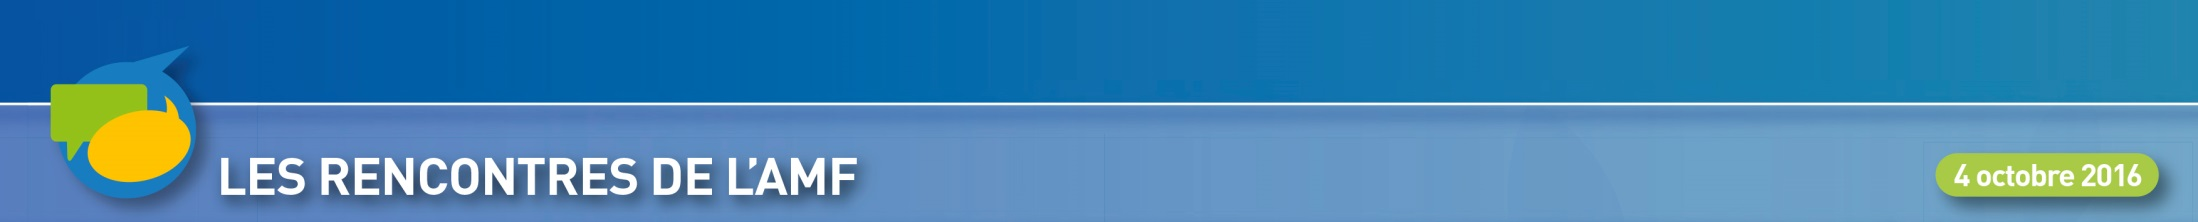 LES RENCONTRES DE L'AMF
4 octobre 2016